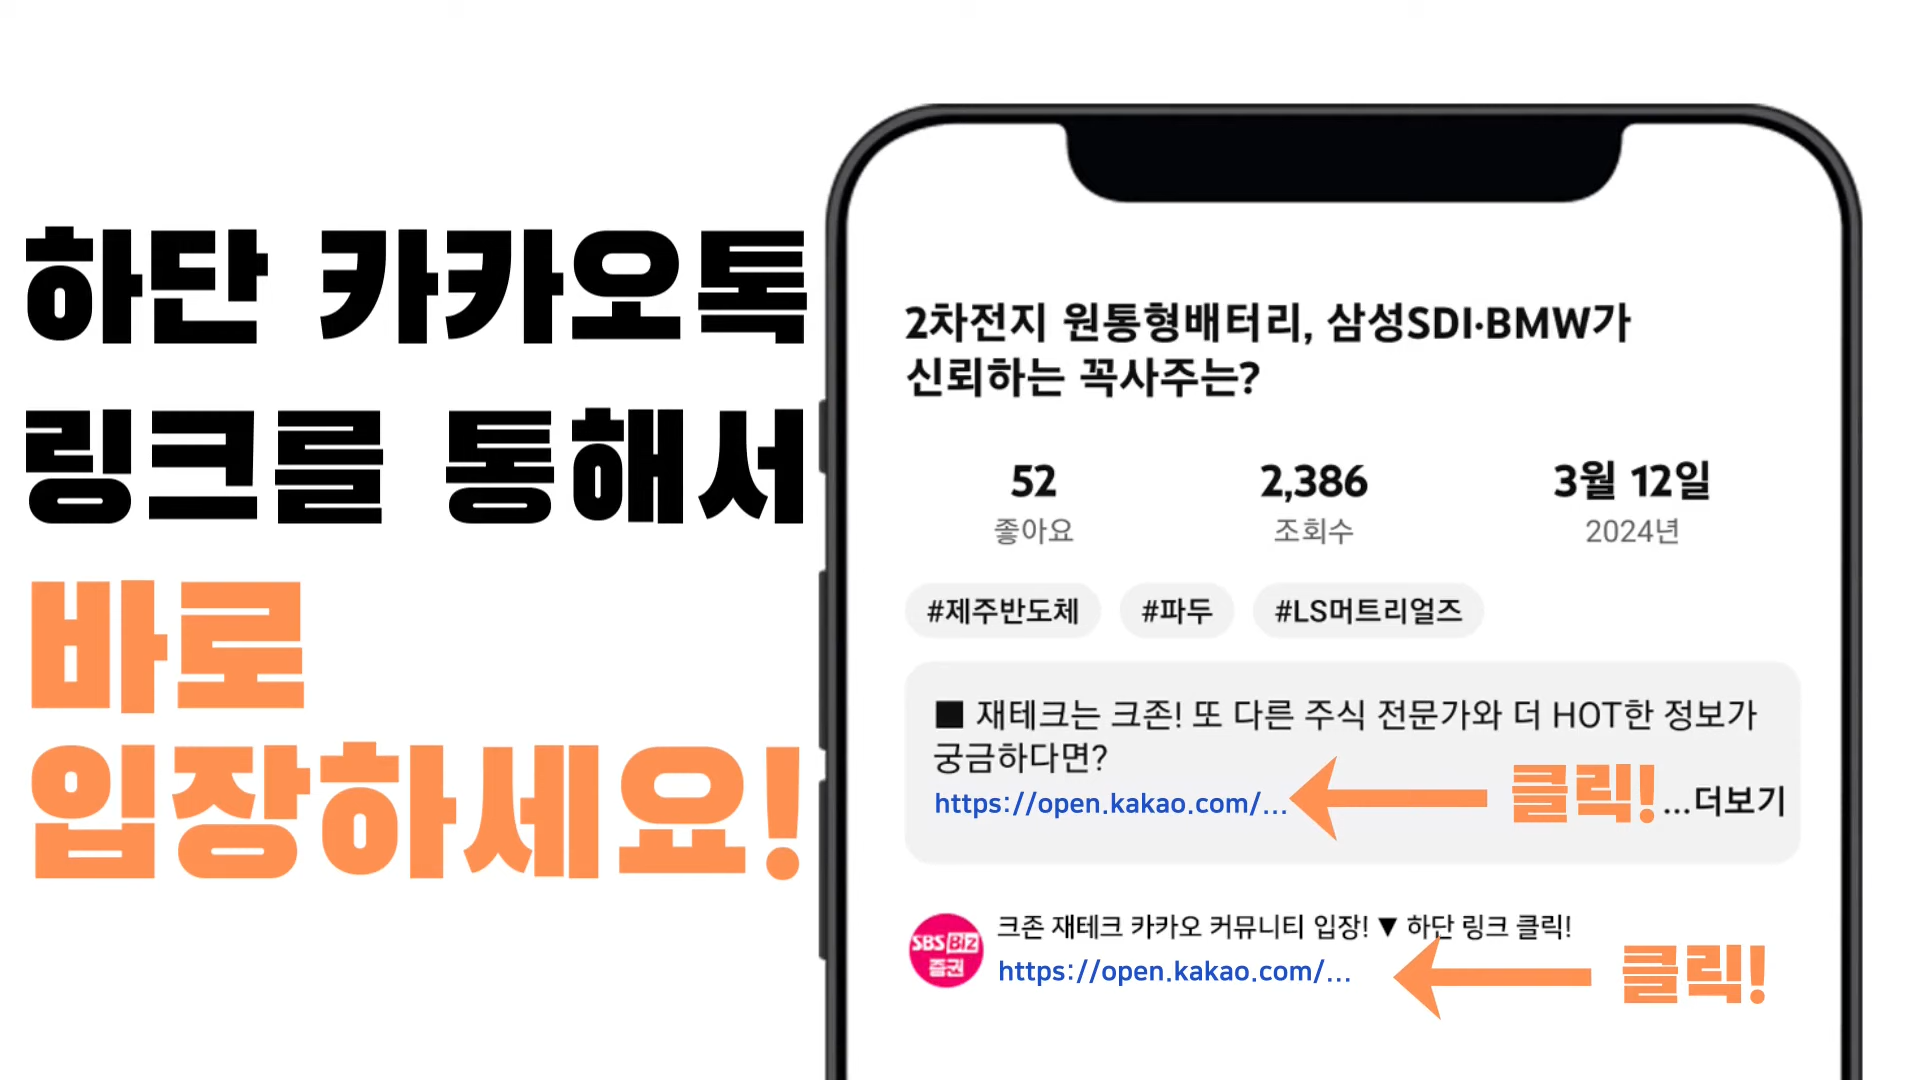 하단 카카오톡
링크를 통해서
바로
입장하세요!
2차전지 원통형배터리, 삼성SDI·BMW가
신뢰하는 꼭사주는?
52
좋아요
2,386
조회수
3월 12일
2024년
#제주반도체
#파두
#LS머트리얼즈
■ 재테크는 크존! 또 다른 주식 전문가와 더 HOT한 정보가
궁금하다면?
https://open.kakao.com/...
클릭!
...더보기
SBS Biz
증권
크존 재테크 카카오 커뮤니티 입장! ▼ 하단 링크 클릭!
https://open.kakao.com/...
클릭!